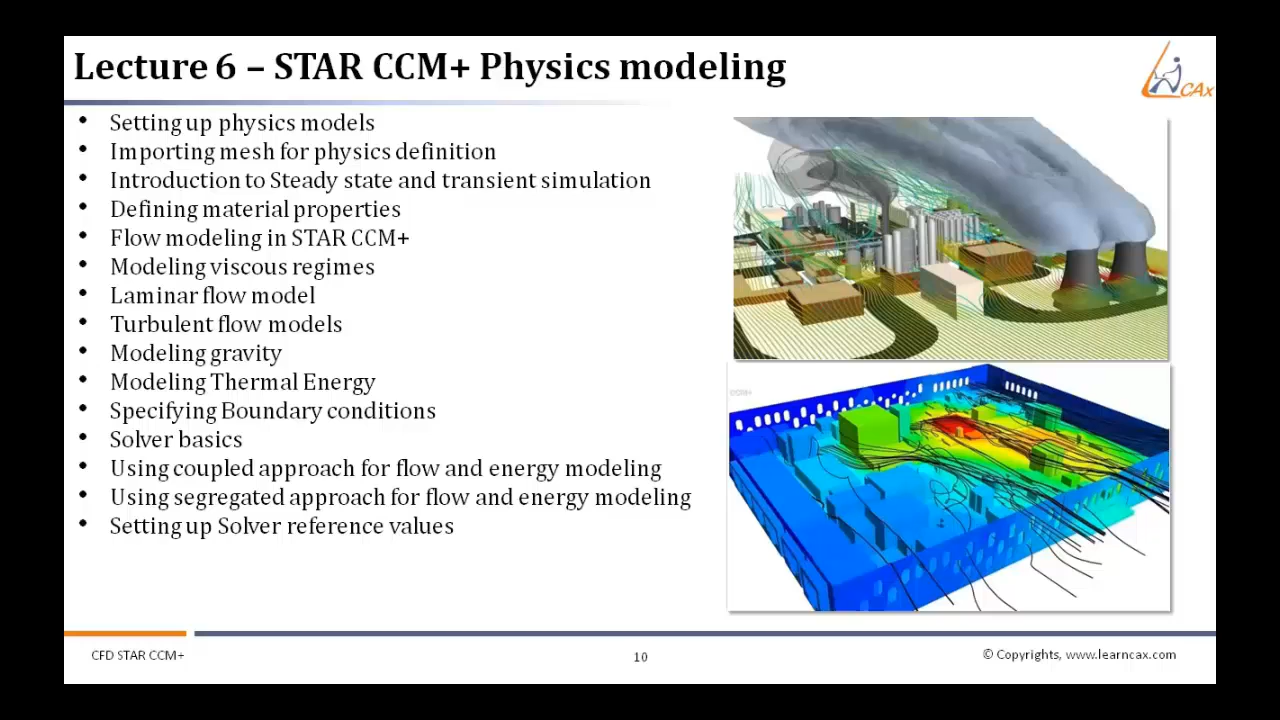 Lecture 6 – STAR CCM+ Physics modeling
CAx
• Setting up physics models
• Importing mesh for physics definition
• Introduction to Steady state and transient simulation
• Defining material properties
• Flow modeling in STAR CCM+
• Modeling viscous regimes
• Laminar flow model
• Turbulent flow models
• Modeling gravity
• Modeling Thermal Energy
• Specifying Boundary conditions
• Solver basics
• Using coupled approach for flow and energy modeling
• Using segregated approach for flow and energy modeling
• Setting up Solver reference values
CFD STAR CCM+
10
© Copyrights, www.learncax.com